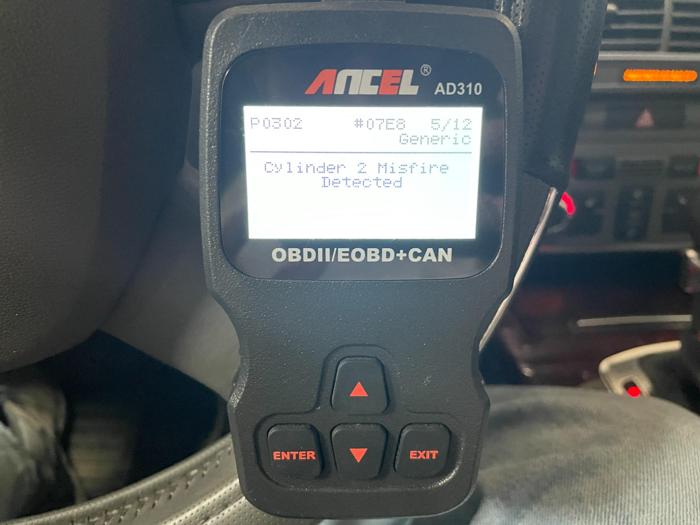 ANCEL® AD310
P0302 #07E8 5/12
Generic
Cylinder 2 Misfire
Detected
OBDII/EOBD+CAN
ENTER EXIT